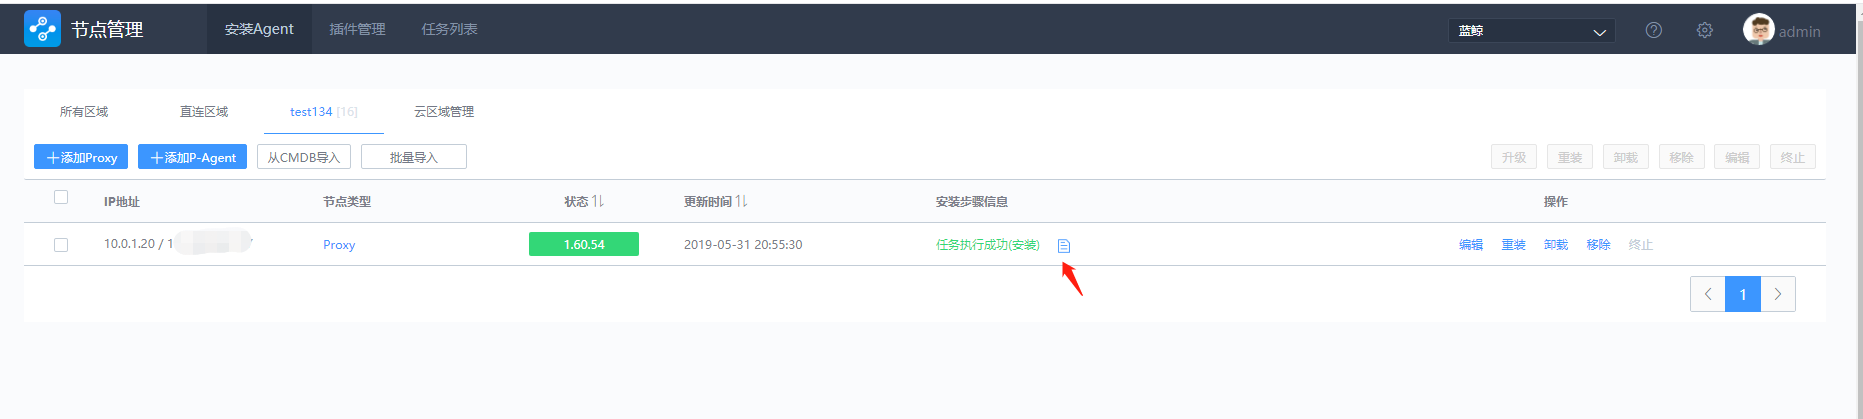 节点管理 安装Agent 插件管理 任务列表 蓝鲸 admin
所有区域 直连区域 test134 [16] 云区域管理
添加Proxy 添加P-Agent 从CMDB导入 批量导入 升级 重装 卸载 移除 编辑 终止
IP地址 节点类型 状态 更新时间 安装步骤信息 操作
10.0.1.20 / 1 Proxy 1.60.54 2019-05-31 20:55:30 任务执行成功(安装) 编辑 重装 卸载 移除 终止
1